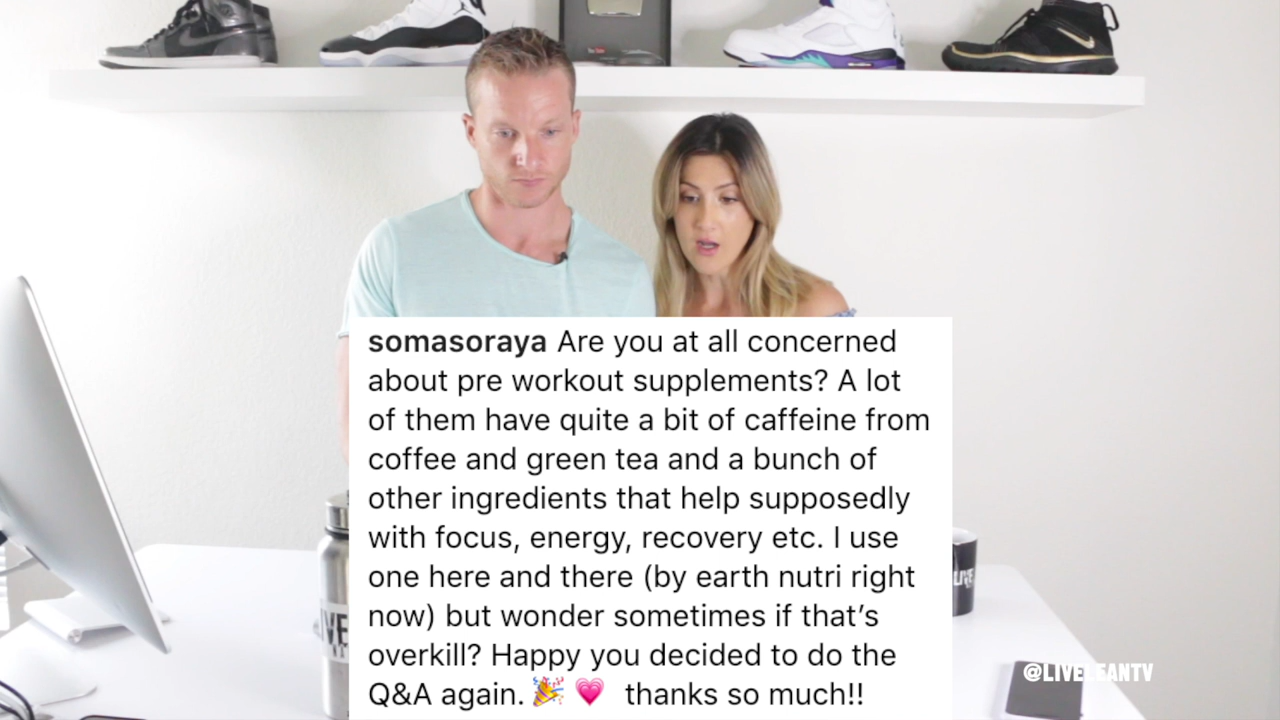 somasoraya Are you at all concerned
about pre workout supplements? A lot
of them have quite a bit of caffeine from
coffee and green tea and a bunch of
other ingredients that help supposedly
with focus, energy, recovery etc. I use
one here and there (by earth nutri right
now) but wonder sometimes if that’s
overkill? Happy you decided to do the
Q&A again. 🎉 💗 thanks so much!!
LIVE
@LIVELEANTV